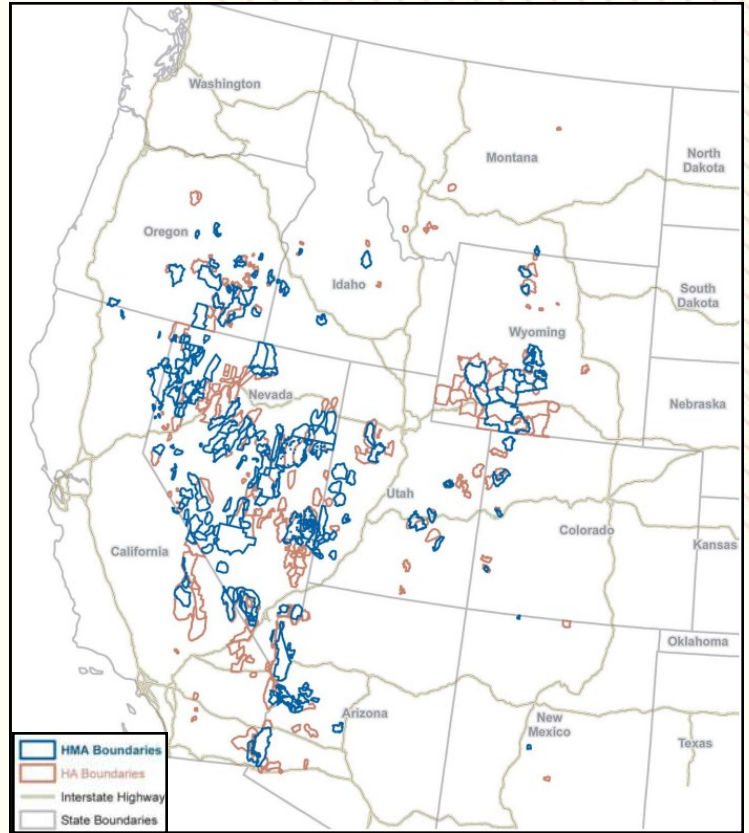 Washington
Montana
North
Dakota
Oregon
Idaho
South
Dakota
Wyoming
Nevada
Nebraska
Utah
Colorado
California
Kansas
Oklahoma
Arizona
New
Mexico
Texas
HMA Boundaries
HA Boundaries
Interstate Highway
State Boundaries